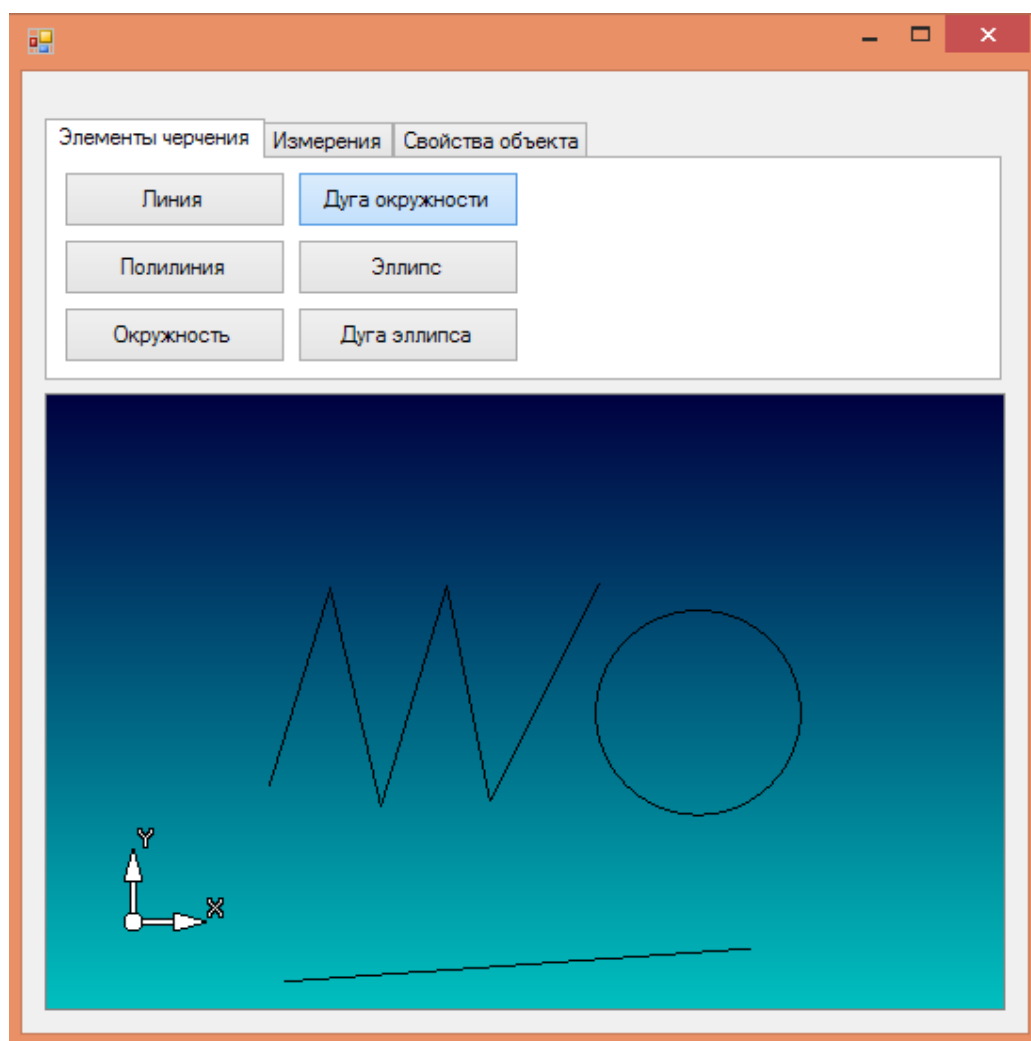 Элементы черчения Измерения Свойства объекта
Линия Дуга окружности
Полилиния Эллипс
Окружность Дуга эллипса
Y
X